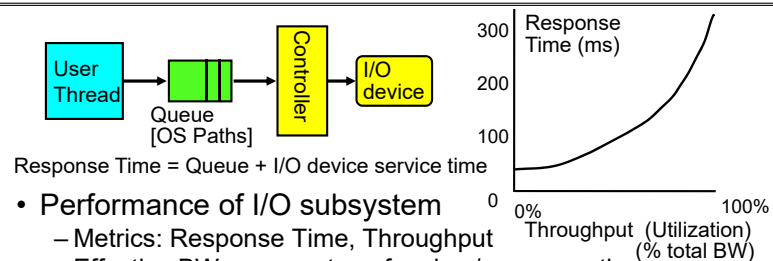 User
Thread
Queue
[OS Paths]
Controller
I/O
device
Response Time = Queue + I/O device service time
Response
Time (ms)
300
200
100
0
0%
100%
Throughput (Utilization)
(% total BW)
• Performance of I/O subsystem
– Metrics: Response Time, Throughput